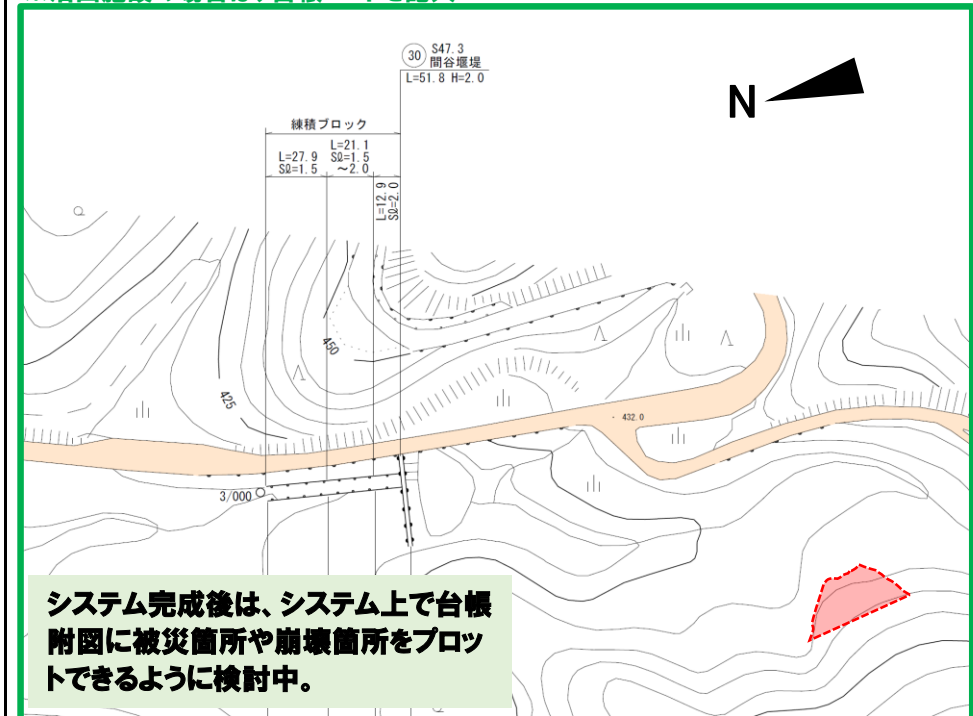 30 S47.3
間谷堰堤
L=51.8 H=2.0
N
練積ブロック
L=27.9
Sℓ=1.5
L=21.1
Sℓ=1.5
～2.0
L=12.9
Sℓ=2.0
450
425
432.0
3/000
システム完成後は、システム上で台帳
附図に被災箇所や崩壊箇所をプロッ
トできるように検討中。